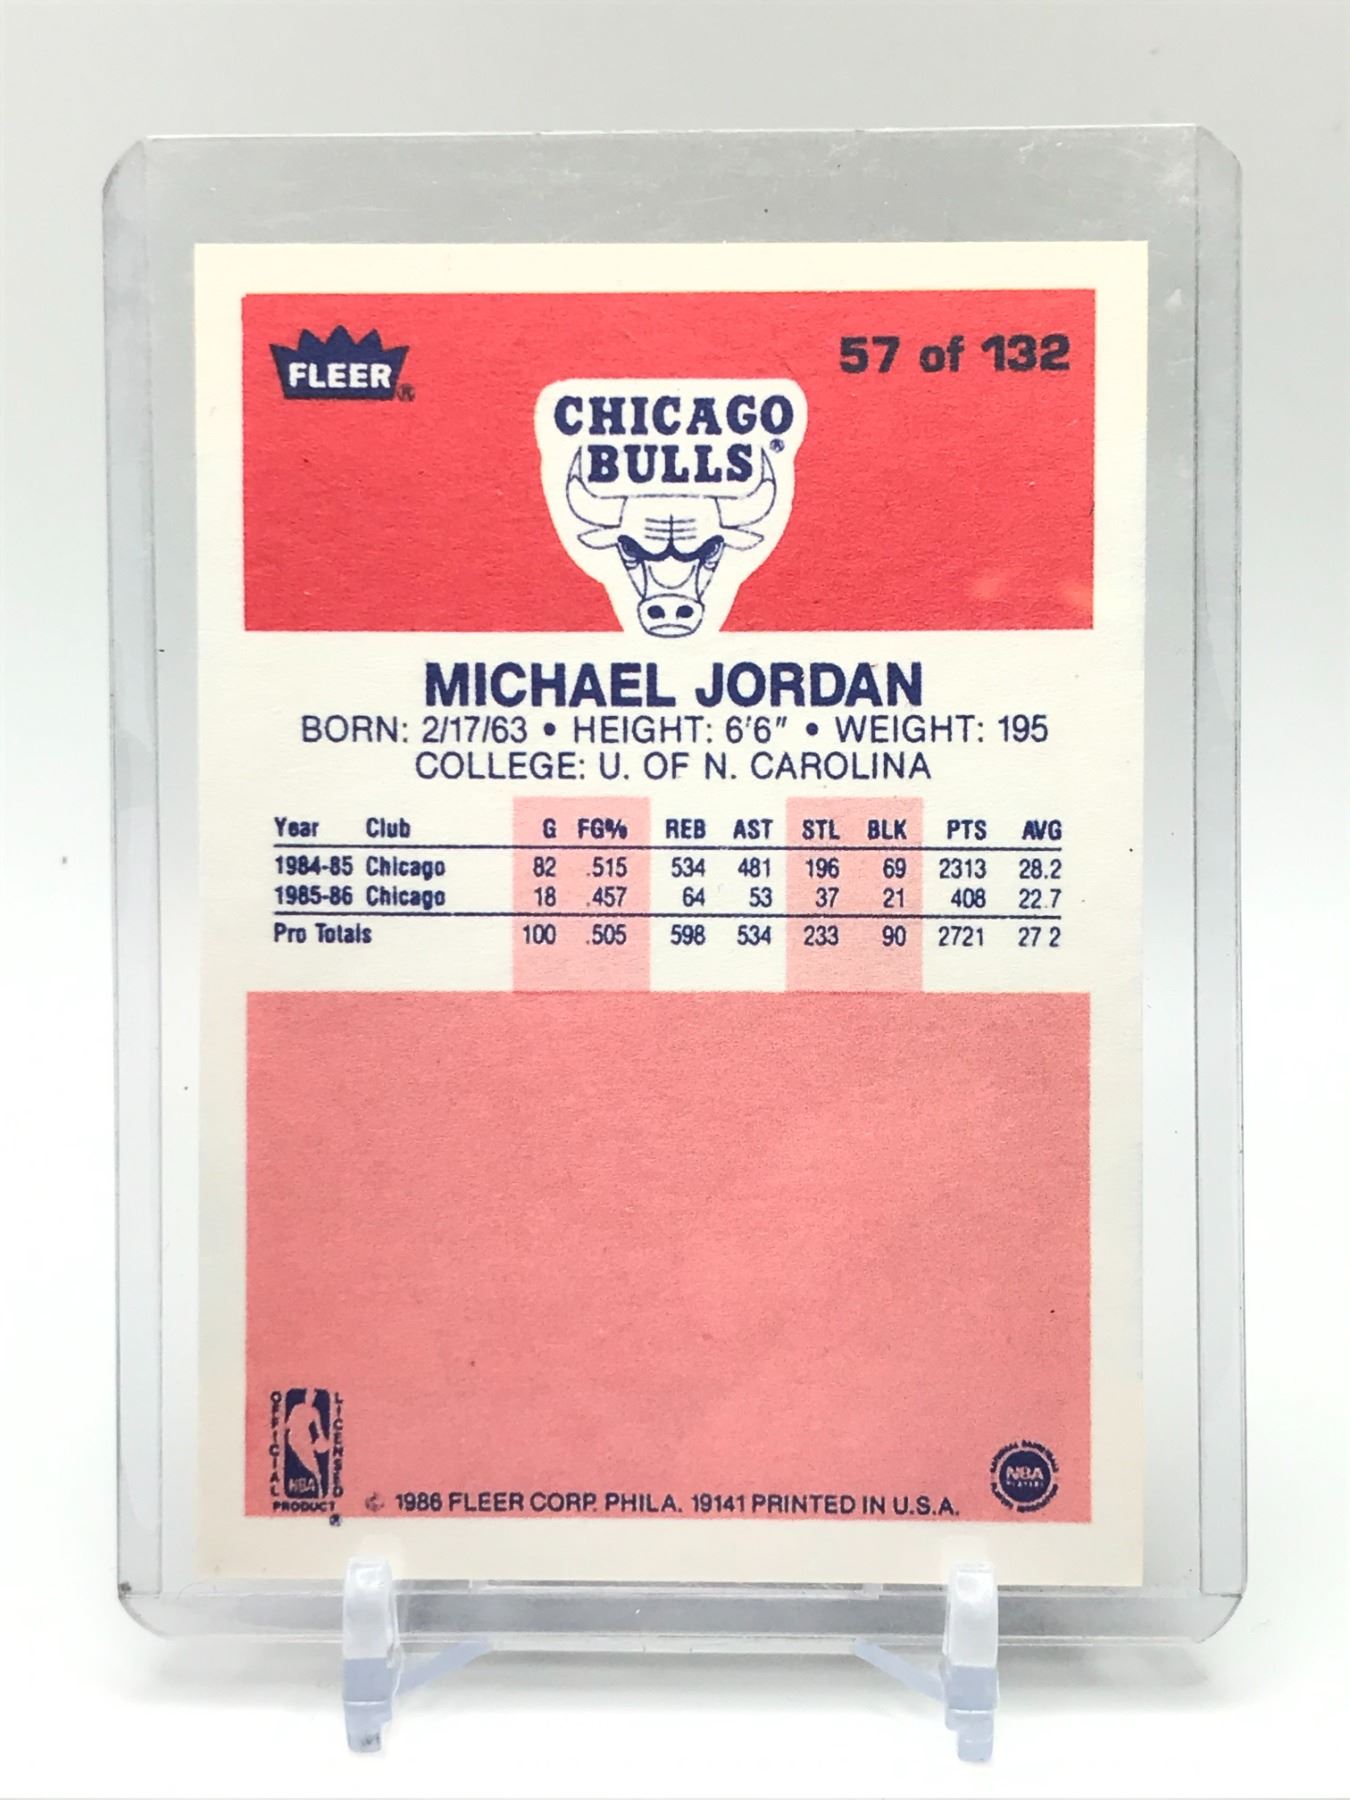 FLEER®
57 of 132
CHICAGO
BULLS®
MICHAEL JORDAN
BORN: 2/17/63 • HEIGHT: 6'6" • WEIGHT: 195
COLLEGE: U. OF N. CAROLINA
Year Club G FG% REB AST STL BLK PTS AVG
1984-85 Chicago 82 .515 534 481 196 69 2313 28.2
1985-86 Chicago 18 .457 64 53 37 21 408 22.7
Pro Totals 100 .505 598 534 233 90 2721 27 2
OFFICIAL LICENSED
NBA
PRODUCT
®
© 1986 FLEER CORP. PHILA. 19141 PRINTED IN U.S.A.
NATIONAL BASKETBALL
NBA
PLAYERS